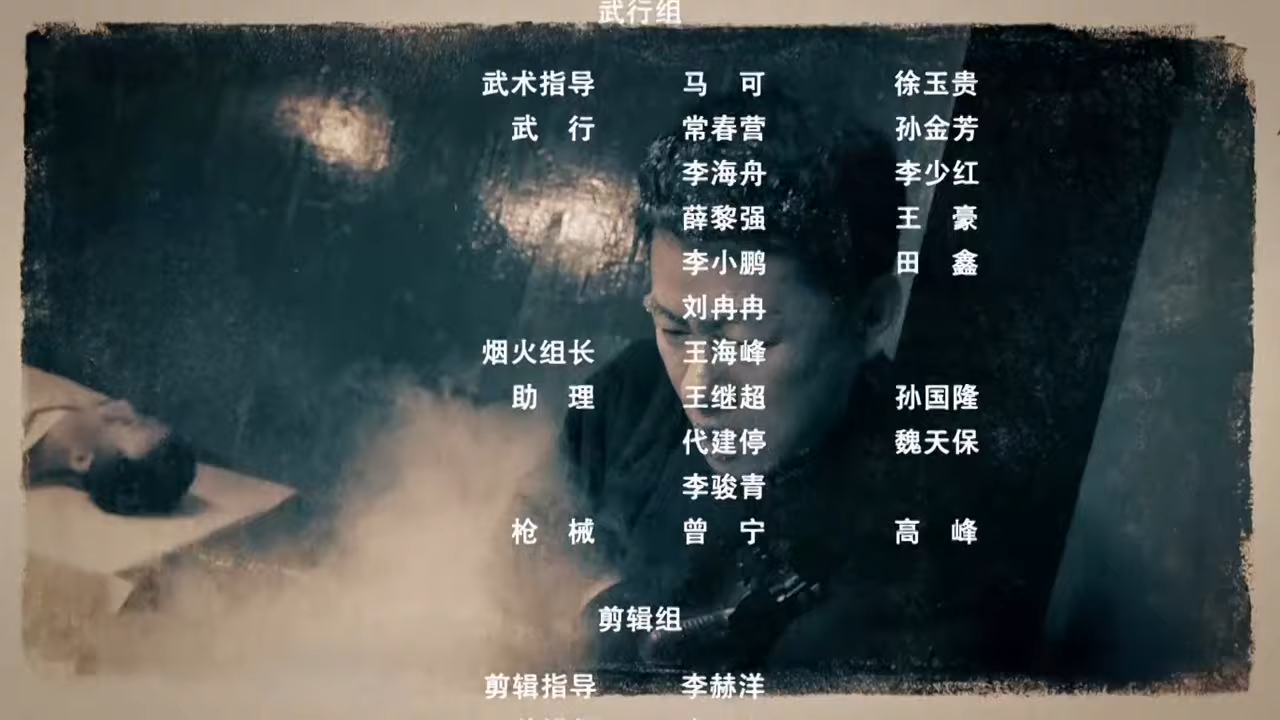 武行组
武术指导 马 可 徐玉贵
武 行 常春营 孙金芳
李海舟 李少红
薛黎强 王 豪
李小鹏 田 鑫
刘冉冉
烟火组长 王海峰
助 理 王继超 孙国隆
代建停 魏天保
李骏青
枪 械 曾 宁 高 峰
剪辑组
剪辑指导 李赫洋